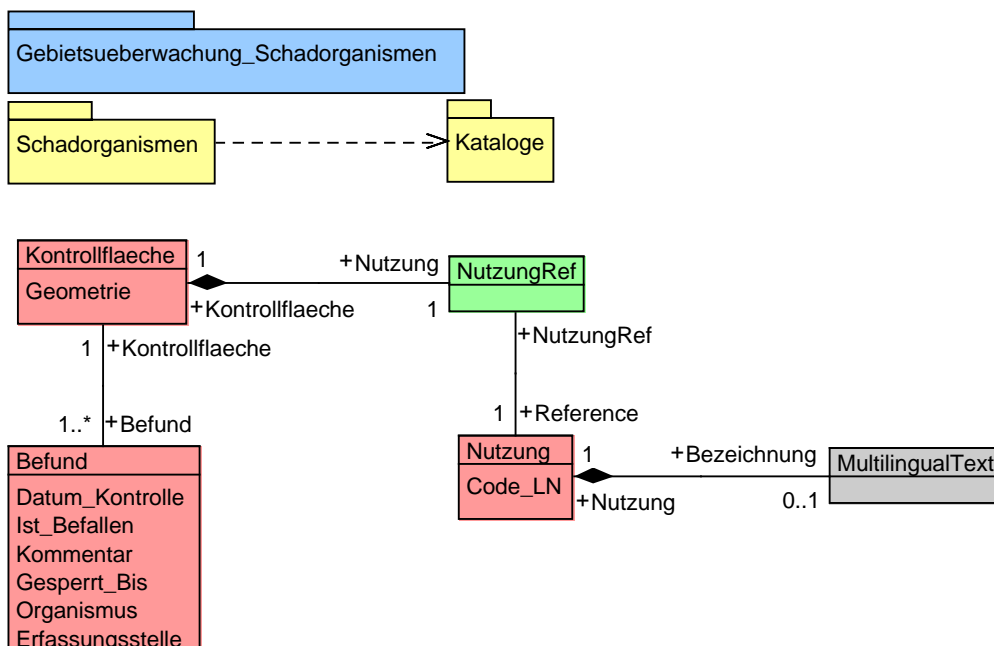 Gebietsueberwachung_Schadorganismen
Schadorganismen
Kataloge
Kontrollflaeche
Geometrie
1
+Nutzung
+Kontrollflaeche
1
NutzungRef
1
+Kontrollflaeche
+NutzungRef
1..*
+Befund
1
+Reference
Befund
Datum_Kontrolle
Ist_Befallen
Kommentar
Gesperrt_Bis
Organismus
Erfassungsstelle
Nutzung
Code_LN
1
+Bezeichnung
+Nutzung
0..1
MultilingualText